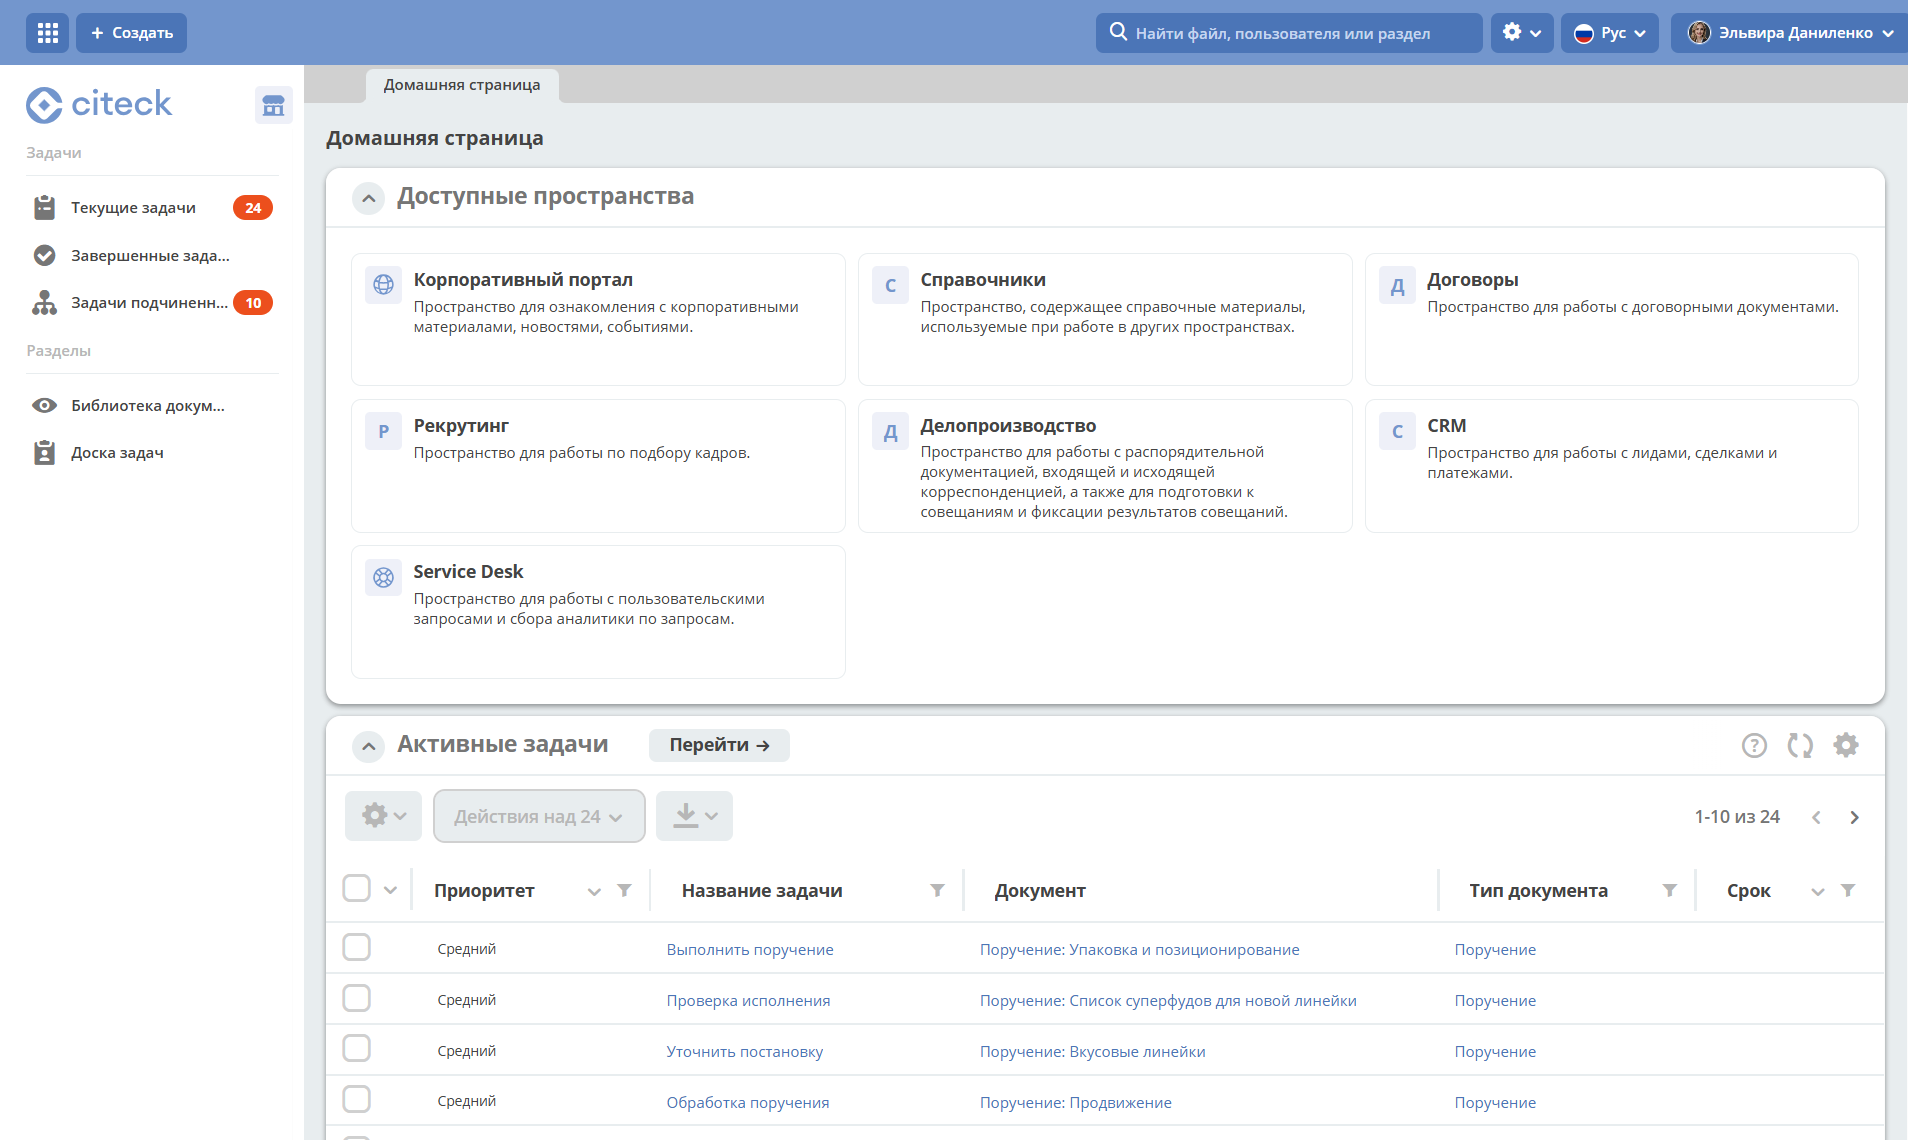 Создать
Найти файл, пользователя или раздел
Рус
Эльвира Даниленко
citeck
Домашняя страница
Задачи
Текущие задачи 24
Завершенные зада...
Задачи подчиненн... 10
Разделы
Библиотека докум...
Доска задач
Домашняя страница
Доступные пространства
Корпоративный портал
Пространство для ознакомления с корпоративными
материалами, новостями, событиями.
С
Справочники
Пространство, содержащее справочные материалы,
используемые при работе в других пространствах.
Д
Договоры
Пространство для работы с договорными документами.
Р
Рекрутинг
Пространство для работы по подбору кадров.
Д
Делопроизводство
Пространство для работы с распорядительной
документацией, входящей и исходящей
корреспонденцией, а также для подготовки к
совещаниям и фиксации результатов совещаний.
C
CRM
Пространство для работы с лидами, сделками и
платежами.
Service Desk
Пространство для работы с пользовательскими
запросами и сбора аналитики по запросам.
Активные задачи
Перейти →
?
Действия над 24
1-10 из 24
Приоритет Название задачи Документ Тип документа Срок
Средний Выполнить поручение Поручение: Упаковка и позиционирование Поручение
Средний Проверка исполнения Поручение: Список суперфудов для новой линейки Поручение
Средний Уточнить постановку Поручение: Вкусовые линейки Поручение
Средний Обработка поручения Поручение: Продвижение Поручение